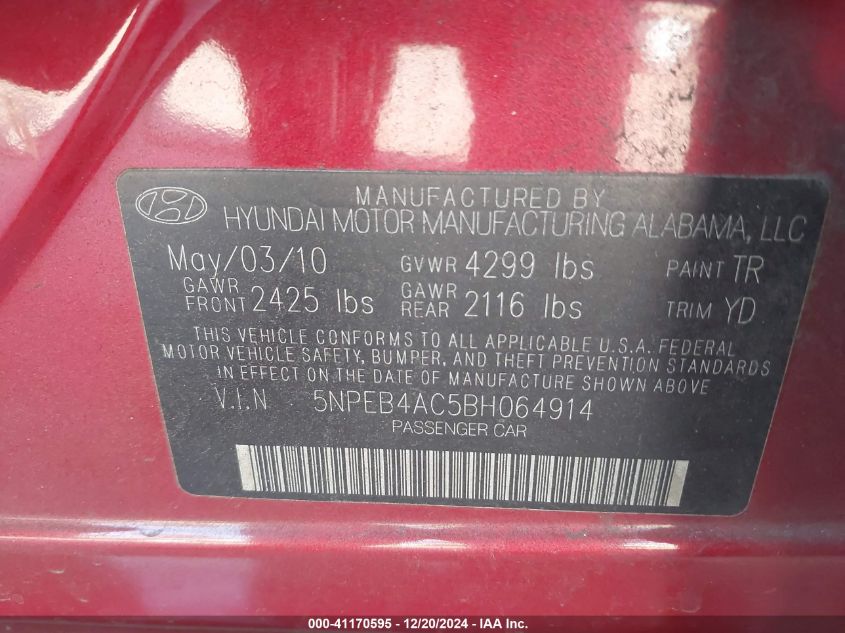 MANUFACTURED BY
HYUNDAI MOTOR MANUFACTURING ALABAMA, LLC
May/03/10 GVWR 4299 lbs PAINT TR
GAWR FRONT 2425 lbs GAWR REAR 2116 lbs TRIM YD
THIS VEHICLE CONFORMS TO ALL APPLICABLE U.S.A. FEDERAL
MOTOR VEHICLE SAFETY, BUMPER, AND THEFT PREVENTION STANDARDS
IN EFFECT ON THE DATE OF MANUFACTURE SHOWN ABOVE
V.I.N 5NPEB4AC5BH064914
PASSENGER CAR
000-41170595 - 12/20/2024 - IAA Inc.